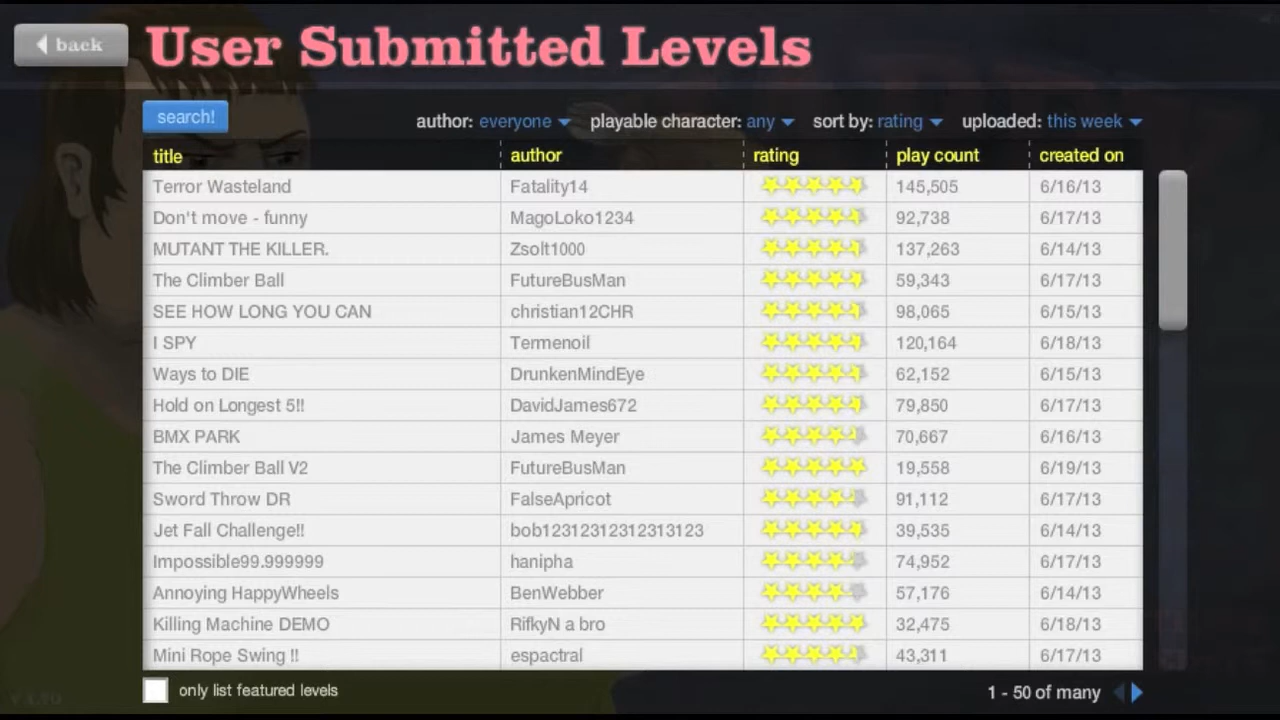 back
User Submitted Levels
search! author: everyone playable character: any sort by: rating uploaded: this week
title author rating play count created on
Terror Wasteland Fatality14 145,505 6/16/13
Don't move - funny MagoLoko1234 92,738 6/17/13
MUTANT THE KILLER. Zsolt1000 137,263 6/14/13
The Climber Ball FutureBusMan 59,343 6/17/13
SEE HOW LONG YOU CAN christian12CHR 98,065 6/15/13
I SPY Termenoil 120,164 6/18/13
Ways to DIE DrunkenMindEye 62,152 6/15/13
Hold on Longest 5!! DavidJames672 79,850 6/17/13
BMX PARK James Meyer 70,667 6/16/13
The Climber Ball V2 FutureBusMan 19,558 6/19/13
Sword Throw DR FalseApricot 91,112 6/17/13
Jet Fall Challenge!! bob12312312312313123 39,535 6/14/13
Impossible99.999999 hanipha 74,952 6/17/13
Annoying HappyWheels BenWebber 57,176 6/14/13
Killing Machine DEMO RifkyN a bro 32,475 6/18/13
Mini Rope Swing !! espactral 43,311 6/17/13
only list featured levels 1 - 50 of many